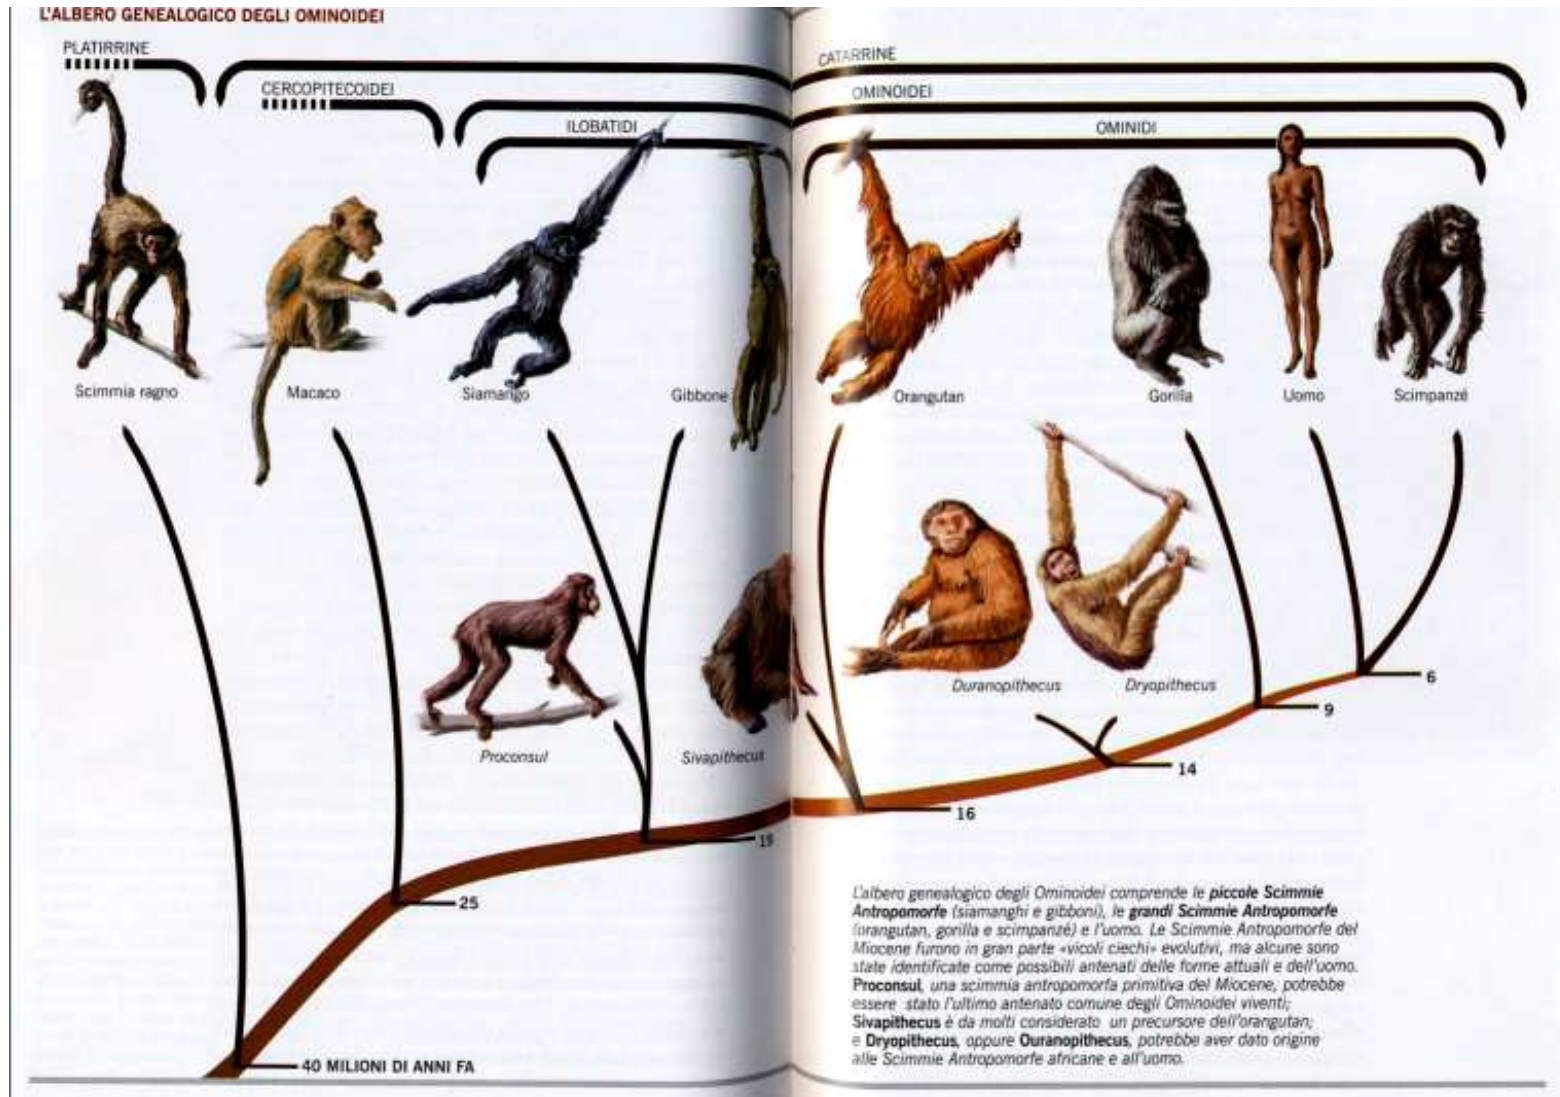 L'ALBERO GENEALOGICO DEGLI OMINOIDEI
PLATIRRINE
CATARRINE
CERCOPITECOIDEI
OMINOIDEI
ILOBATIDI
OMINIDI
Scimmia ragno
Macaco
Siamango
Gibbone
Orangutan
Gorilla
Uomo
Scimpanzé
Proconsul
Sivapithecus
Duranopithecus
Dryopithecus
6
9
14
16
19
25
40 MILIONI DI ANNI FA
L'albero genealogico degli Ominoidei comprende le piccole Scimmie
Antropomorfe (siamanghi e gibboni), le grandi Scimmie Antropomorfe
(orangutan, gorilla e scimpanzé) e l'uomo. Le Scimmie Antropomorfe del
Miocene furono in gran parte «vicoli ciechi» evolutivi, ma alcune sono
state identificate come possibili antenati delle forme attuali e dell'uomo.
Proconsul, una scimmia antropomorfa primitiva del Miocene, potrebbe
essere stato l'ultimo antenato comune degli Ominoidei viventi;
Sivapithecus è da molti considerato un precursore dell'orangutan;
e Dryopithecus, oppure Ouranopithecus, potrebbe aver dato origine
alle Scimmie Antropomorfe africane e all'uomo.